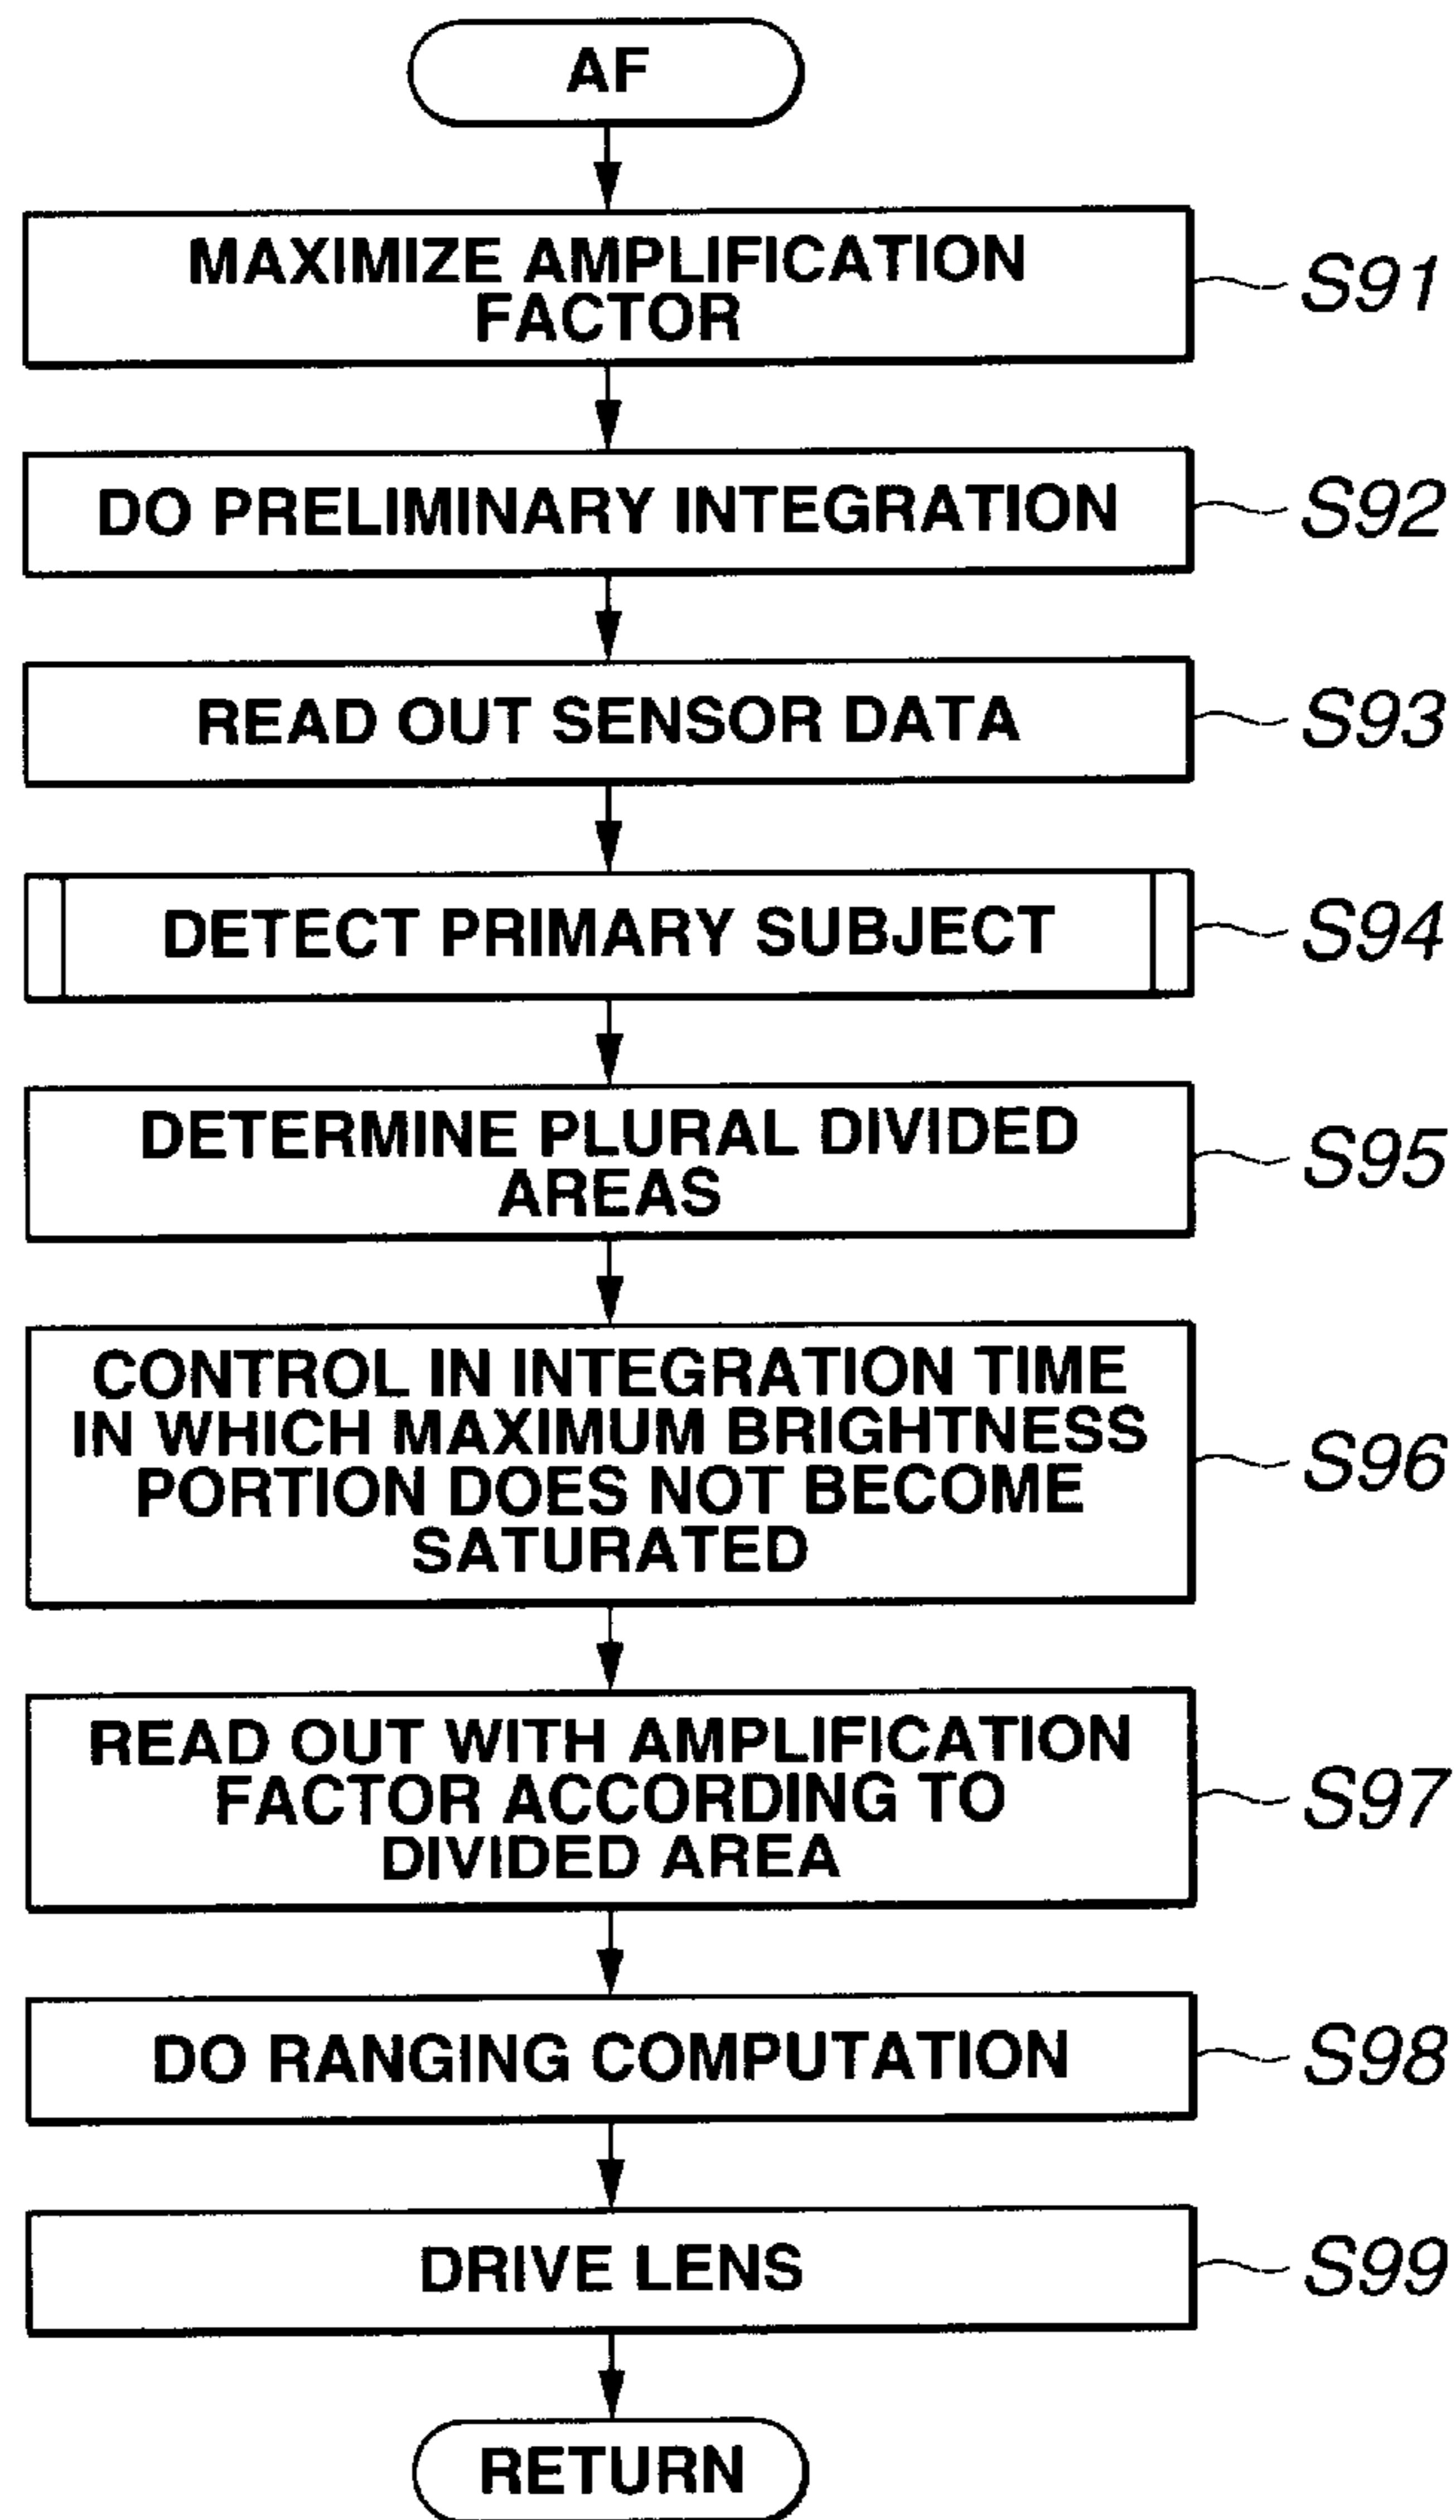 AF
MAXIMIZE AMPLIFICATION
FACTOR
S91
DO PRELIMINARY INTEGRATION
S92
READ OUT SENSOR DATA
S93
DETECT PRIMARY SUBJECT
S94
DETERMINE PLURAL DIVIDED
AREAS
S95
CONTROL IN INTEGRATION TIME
IN WHICH MAXIMUM BRIGHTNESS
PORTION DOES NOT BECOME
SATURATED
S96
READ OUT WITH AMPLIFICATION
FACTOR ACCORDING TO
DIVIDED AREA
S97
DO RANGING COMPUTATION
S98
DRIVE LENS
S99
RETURN